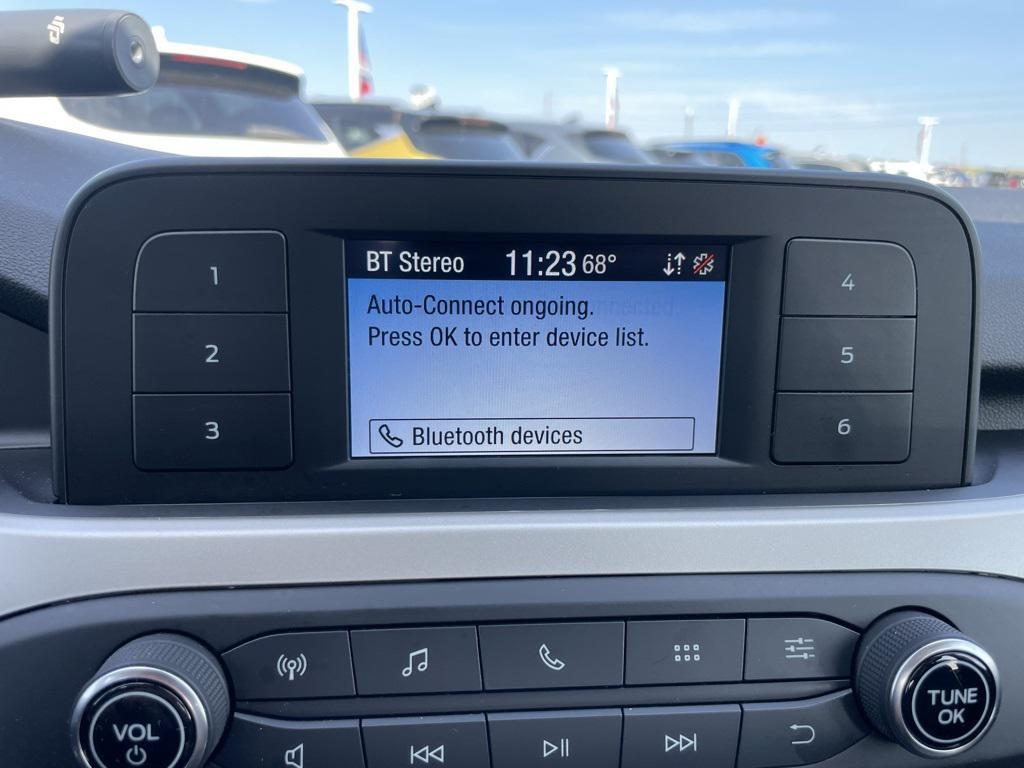 BT Stereo 11:23 68°
Auto-Connect ongoing.
Press OK to enter device list.
Bluetooth devices
1
2
3
4
5
6
VOL
TUNE
OK